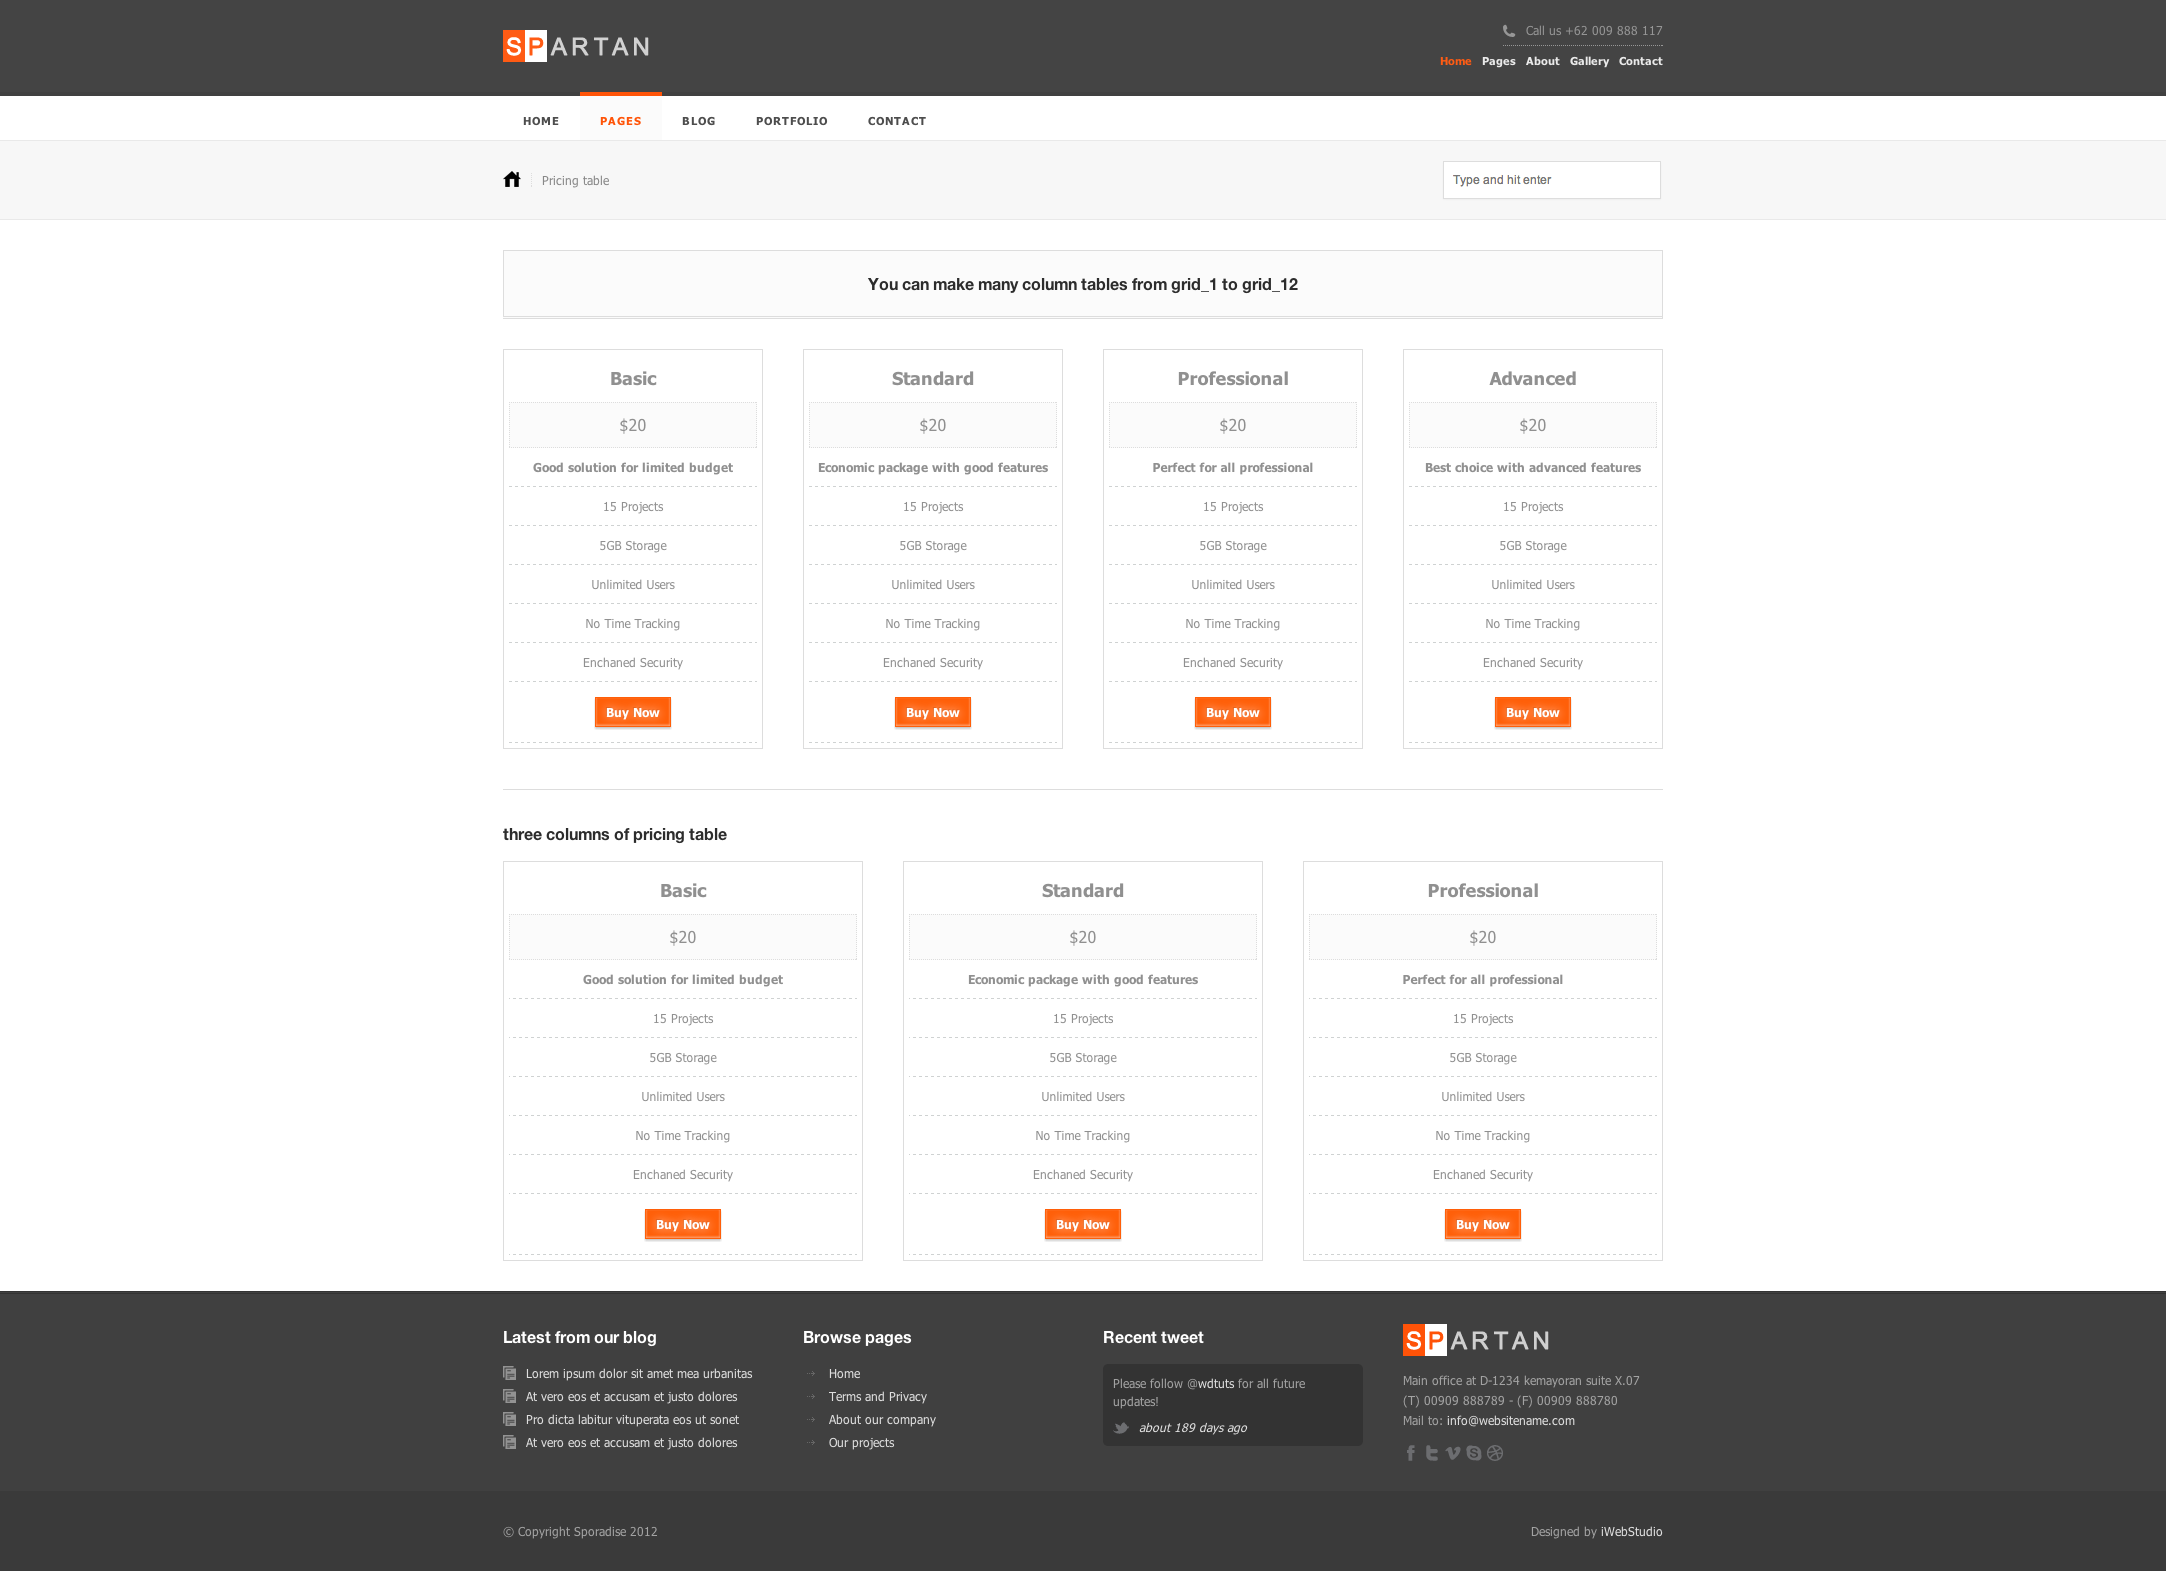 SPARTAN
Call us +62 009 888 117
Home Pages About Gallery Contact
HOME PAGES BLOG PORTFOLIO CONTACT
Pricing table
Type and hit enter
You can make many column tables from grid_1 to grid_12
Basic
$20
Good solution for limited budget
15 Projects
5GB Storage
Unlimited Users
No Time Tracking
Enchaned Security
Buy Now
Standard
$20
Economic package with good features
15 Projects
5GB Storage
Unlimited Users
No Time Tracking
Enchaned Security
Buy Now
Professional
$20
Perfect for all professional
15 Projects
5GB Storage
Unlimited Users
No Time Tracking
Enchaned Security
Buy Now
Advanced
$20
Best choice with advanced features
15 Projects
5GB Storage
Unlimited Users
No Time Tracking
Enchaned Security
Buy Now
three columns of pricing table
Basic
$20
Good solution for limited budget
15 Projects
5GB Storage
Unlimited Users
No Time Tracking
Enchaned Security
Buy Now
Standard
$20
Economic package with good features
15 Projects
5GB Storage
Unlimited Users
No Time Tracking
Enchaned Security
Buy Now
Professional
$20
Perfect for all professional
15 Projects
5GB Storage
Unlimited Users
No Time Tracking
Enchaned Security
Buy Now
Latest from our blog
Lorem ipsum dolor sit amet mea urbanitas
At vero eos et accusam et justo dolores
Pro dicta labitur vituperata eos ut sonet
At vero eos et accusam et justo dolores
Browse pages
Home
Terms and Privacy
About our company
Our projects
Recent tweet
Please follow @wdtuts for all future
updates!
about 189 days ago
SPARTAN
Main office at D-1234 kemayoran suite X.07
(T) 00909 888789 - (F) 00909 888780
Mail to: info@websitename.com
© Copyright Sporadise 2012
Designed by iWebStudio